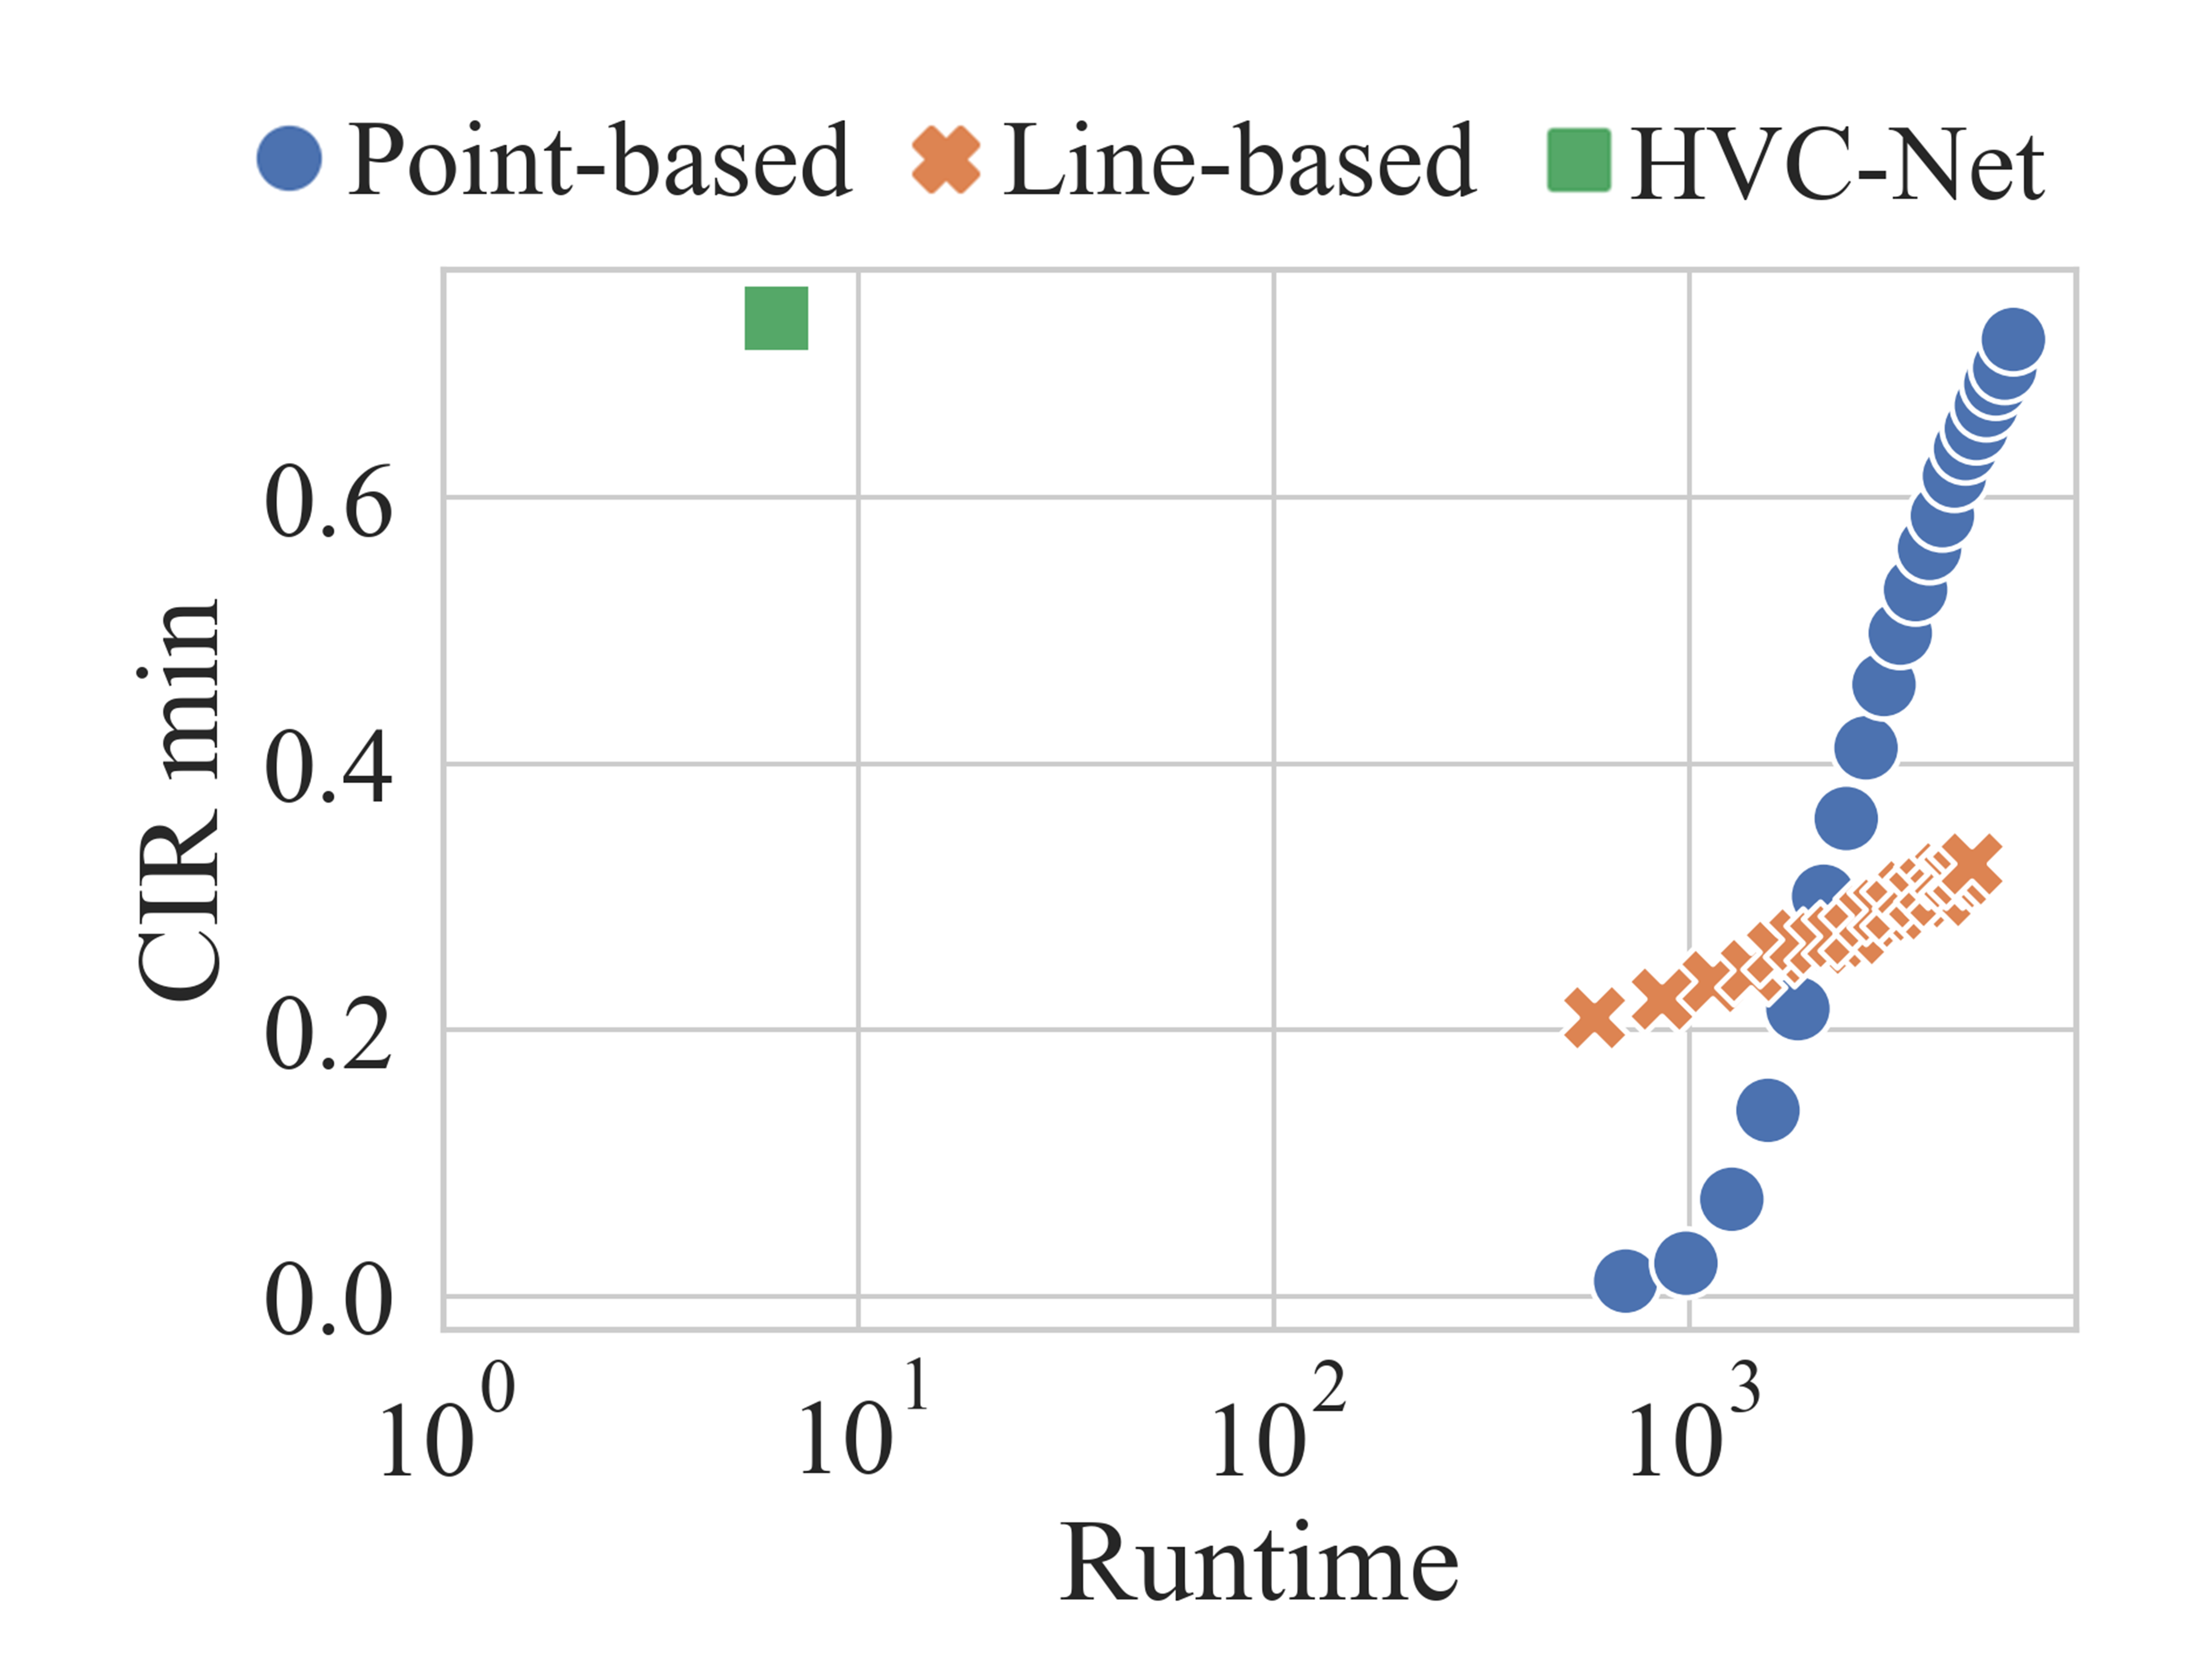 Point-based Line-based HVC-Net
CIR min
0.6
0.4
0.2
0.0
10^0 10^1 10^2 10^3
Runtime